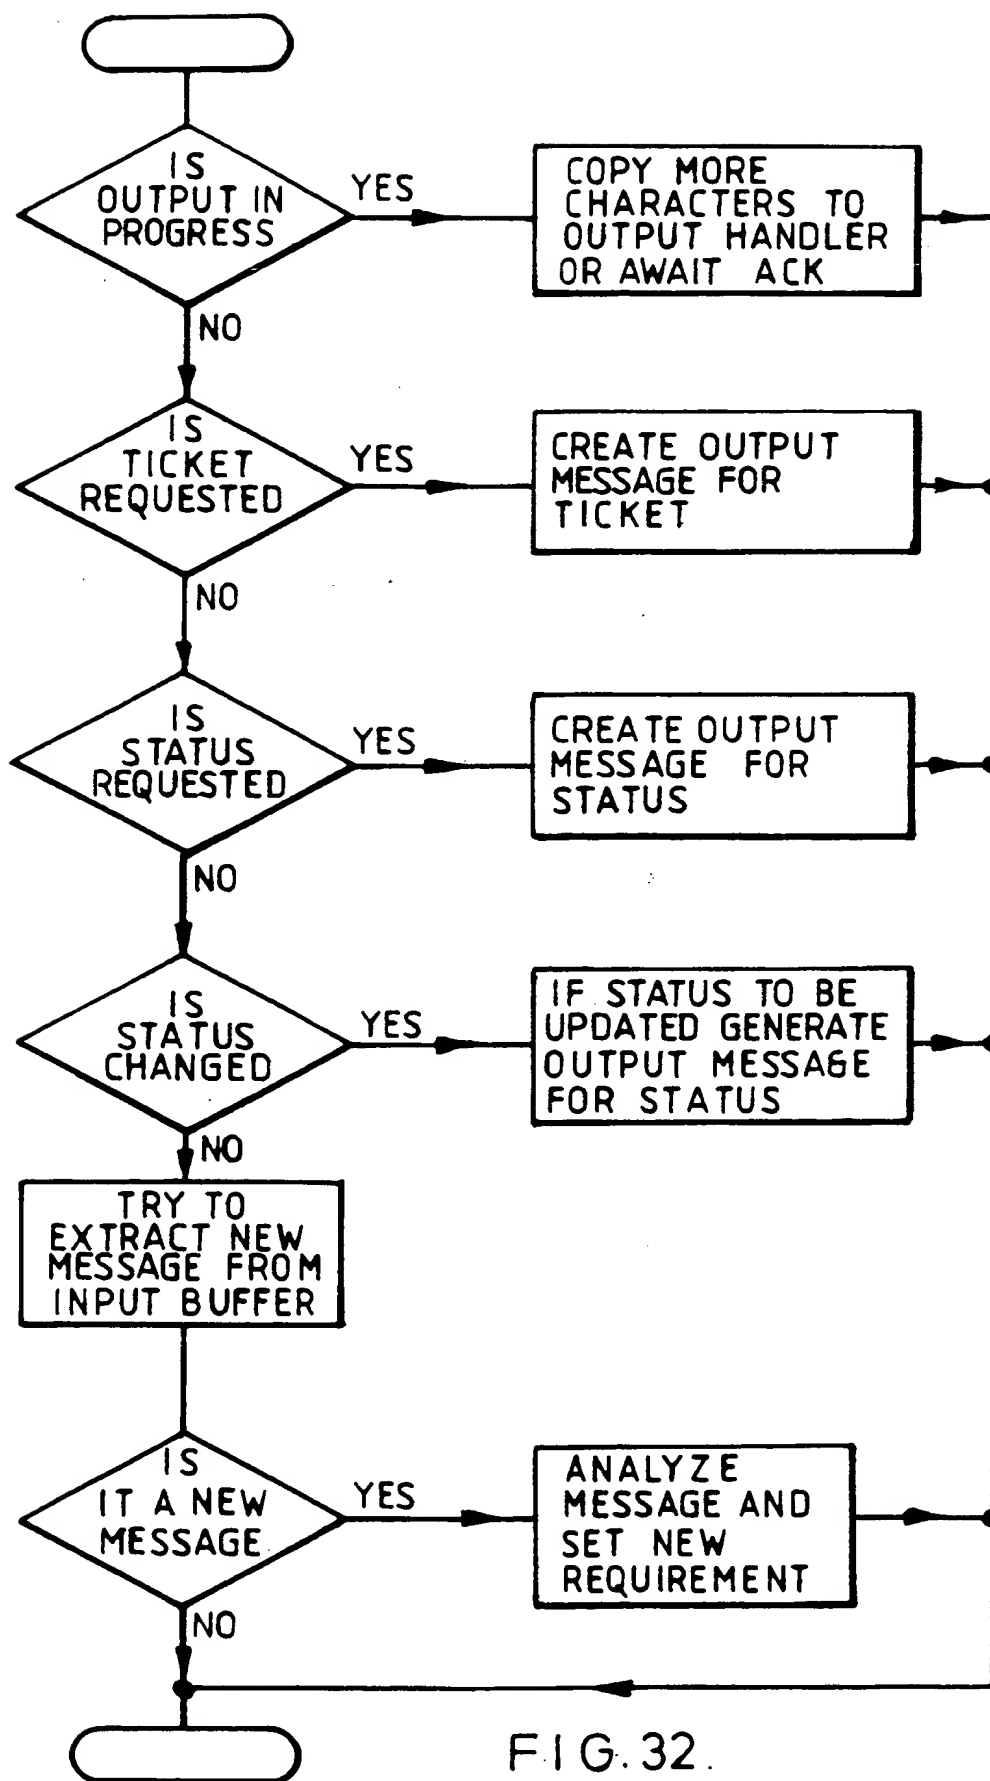 IS
OUTPUT IN
PROGRESS
YES
COPY MORE
CHARACTERS TO
OUTPUT HANDLER
OR AWAIT ACK
NO
IS
TICKET
REQUESTED
YES
CREATE OUTPUT
MESSAGE FOR
TICKET
NO
IS
STATUS
REQUESTED
YES
CREATE OUTPUT
MESSAGE FOR
STATUS
NO
IS
STATUS
CHANGED
YES
IF STATUS TO BE
UPDATED GENERATE
OUTPUT MESSAGE
FOR STATUS
NO
TRY TO
EXTRACT NEW
MESSAGE FROM
INPUT BUFFER
IS
IT A NEW
MESSAGE
YES
ANALYZE
MESSAGE AND
SET NEW
REQUIREMENT
NO
FIG.32.